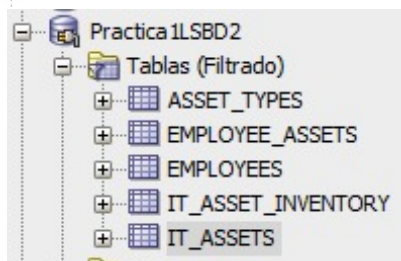 Practica1LSBD2
Tablas (Filtrado)
ASSET_TYPES
EMPLOYEE_ASSETS
EMPLOYEES
IT_ASSET_INVENTORY
IT_ASSETS